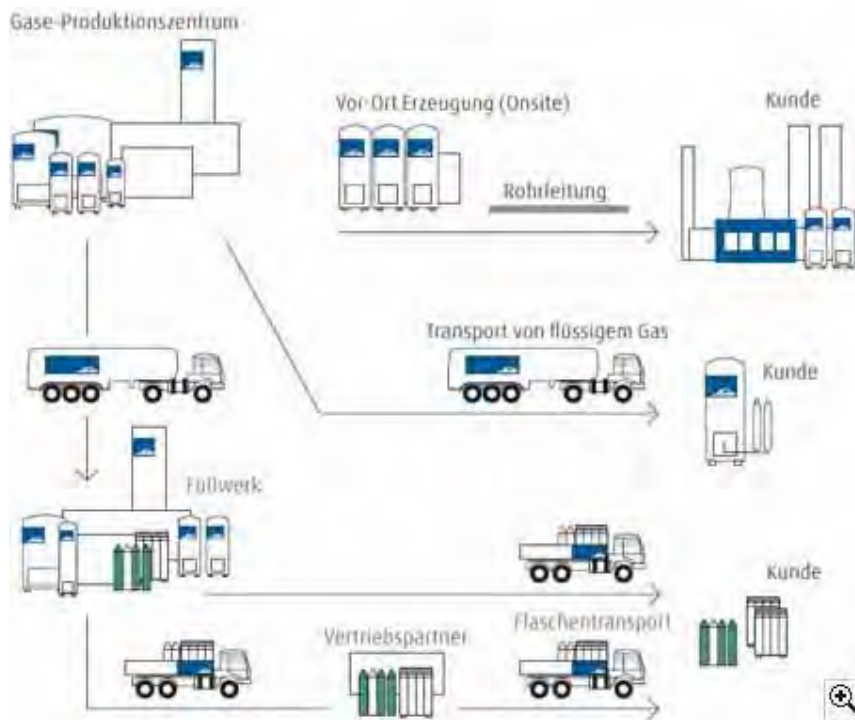 Gase-Produktionszentrum
Vor-Ort Erzeugung (Onsite)
Kunde
Rohrleitung
Transport von flüssigem Gas
Kunde
Füllwerk
Kunde
Vertriebspartner
Flaschentransport